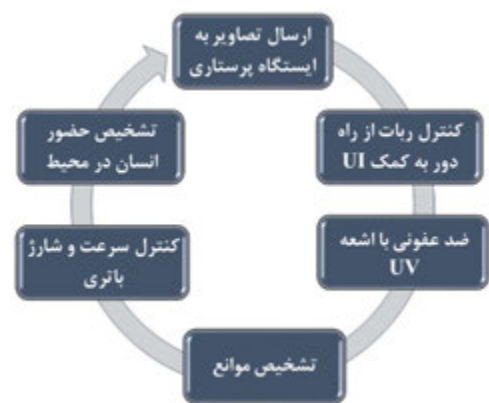 ارسال تصاویر به
ایستگاه پرستاری
کنترل ربات از راه
دور به کمک UI
ضد عفونی با اشعه
UV
تشخیص موانع
کنترل سرعت و شارژ
باتری
تشخیص حضور
انسان در محیط